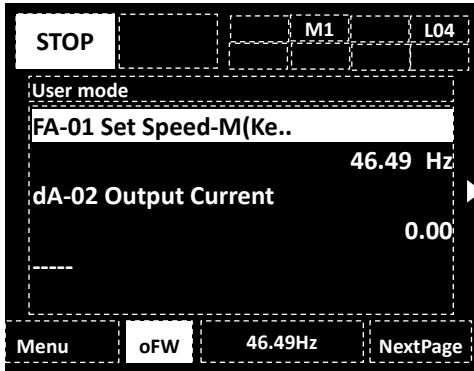 STOP M1 L04
User mode
FA-01 Set Speed-M(Ke..
46.49 Hz
dA-02 Output Current
0.00
-----
Menu oFW 46.49Hz NextPage